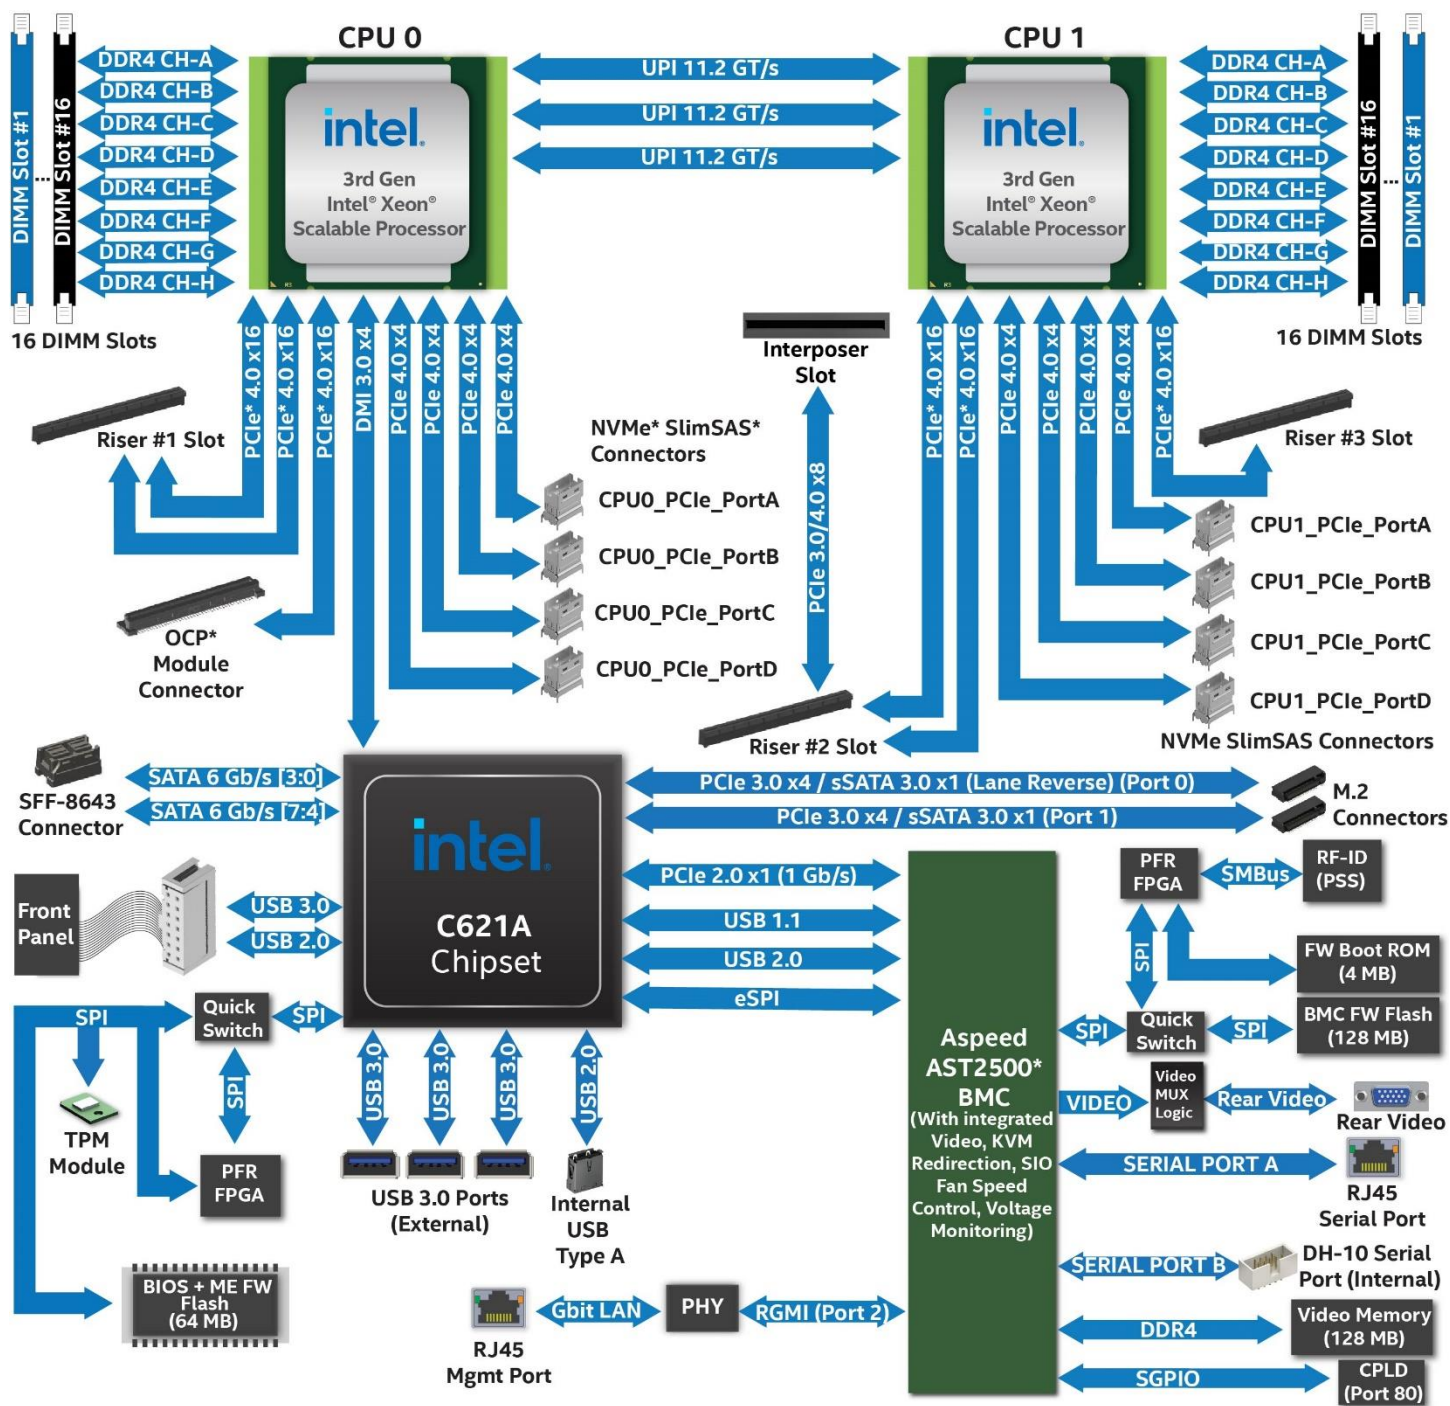 CPU 0
CPU 1
DIMM Slot #1
...
DIMM Slot #16
DDR4 CH-A
DDR4 CH-B
DDR4 CH-C
DDR4 CH-D
DDR4 CH-E
DDR4 CH-F
DDR4 CH-G
DDR4 CH-H
16 DIMM Slots
intel.
3rd Gen
Intel® Xeon®
Scalable Processor
UPI 11.2 GT/s
UPI 11.2 GT/s
UPI 11.2 GT/s
intel.
3rd Gen
Intel® Xeon®
Scalable Processor
DDR4 CH-A
DDR4 CH-B
DDR4 CH-C
DDR4 CH-D
DDR4 CH-E
DDR4 CH-F
DDR4 CH-G
DDR4 CH-H
DIMM Slot #16
...
DIMM Slot #1
16 DIMM Slots
PCIe* 4.0 x16
PCIe* 4.0 x16
PCIe* 4.0 x16
DMI 3.0 x4
PCIe 4.0 x4
PCIe 4.0 x4
PCIe 4.0 x4
PCIe 4.0 x4
Riser #1 Slot
OCP*
Module
Connector
NVMe* SlimSAS*
Connectors
CPU0_PCIe_PortA
CPU0_PCIe_PortB
CPU0_PCIe_PortC
CPU0_PCIe_PortD
Interposer
Slot
PCIe 3.0/4.0 x8
Riser #2 Slot
PCIe* 4.0 x16
PCIe* 4.0 x16
PCIe 4.0 x4
PCIe 4.0 x4
PCIe 4.0 x4
PCIe 4.0 x4
PCIe* 4.0 x16
Riser #3 Slot
CPU1_PCIe_PortA
CPU1_PCIe_PortB
CPU1_PCIe_PortC
CPU1_PCIe_PortD
NVMe SlimSAS Connectors
SFF-8643
Connector
SATA 6 Gb/s [3:0]
SATA 6 Gb/s [7:4]
intel.
C621A
Chipset
PCIe 3.0 x4 / sSATA 3.0 x1 (Lane Reverse) (Port 0)
PCIe 3.0 x4 / sSATA 3.0 x1 (Port 1)
M.2
Connectors
Front
Panel
USB 3.0
USB 2.0
PCIe 2.0 x1 (1 Gb/s)
USB 1.1
USB 2.0
eSPI
SPI
Quick
Switch
SPI
SPI
TPM
Module
PFR
FPGA
BIOS + ME FW
Flash
(64 MB)
USB 3.0
USB 3.0
USB 3.0
USB 2.0
USB 3.0 Ports
(External)
Internal
USB
Type A
RJ45
Mgmt Port
Gbit LAN
PHY
RGMI (Port 2)
Aspeed
AST2500*
BMC
(With integrated
Video, KVM
Redirection, SIO
Fan Speed
Control, Voltage
Monitoring)
PFR
FPGA
SMBus
RF-ID
(PSS)
SPI
FW Boot ROM
(4 MB)
SPI
Quick
Switch
SPI
BMC FW Flash
(128 MB)
VIDEO
Video
MUX
Logic
Rear Video
Rear Video
SERIAL PORT A
RJ45
Serial Port
SERIAL PORT B
DH-10 Serial
Port (Internal)
DDR4
Video Memory
(128 MB)
SGPIO
CPLD
(Port 80)